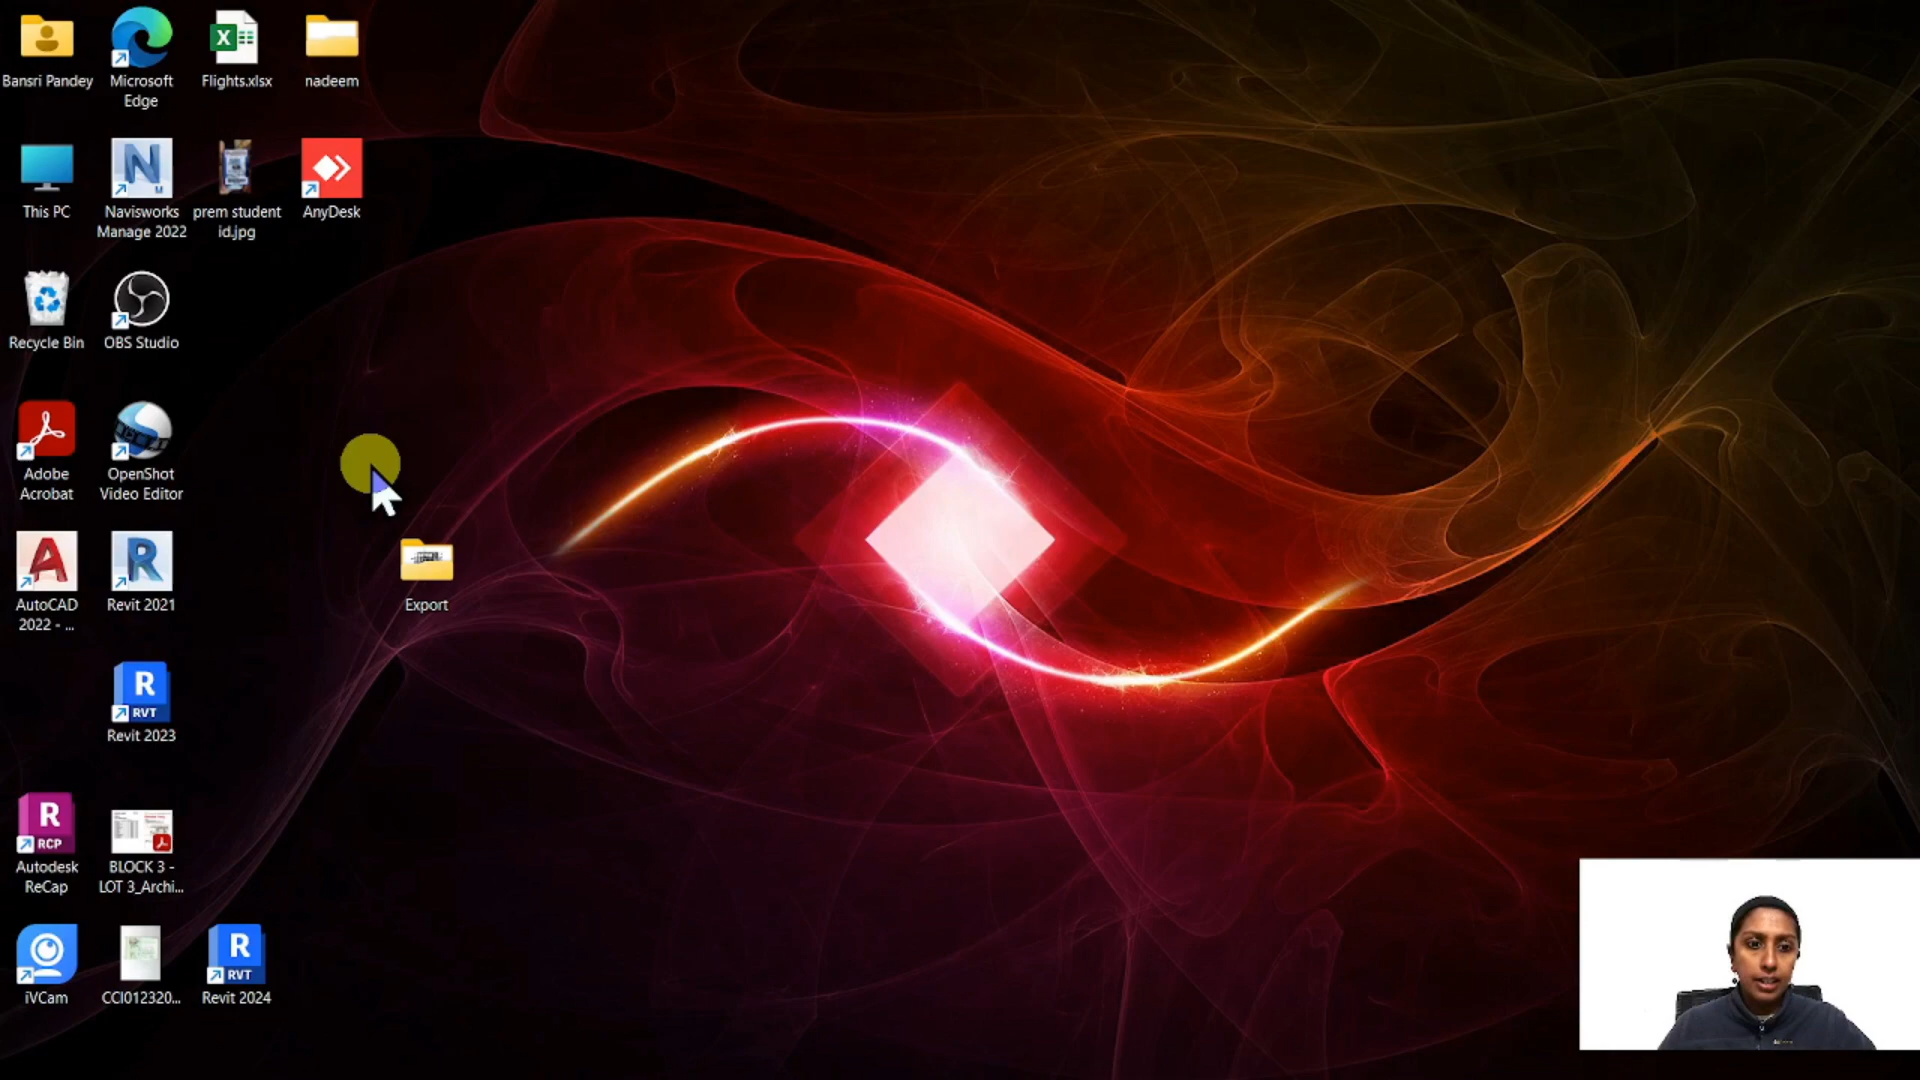 Bansri Pandey
Microsoft
Edge
X
Flights.xlsx
nadeem
This PC
N
M
Navisworks
Manage 2022
prem student
id.jpg
AnyDesk
Recycle Bin
OBS Studio
Adobe
Acrobat
OpenShot
Video Editor
A
AutoCAD
2022 - ...
R
Revit 2021
Export
R
RVT
Revit 2023
R
RCP
Autodesk
ReCap
BLOCK 3 -
LOT 3_Archi...
iVCam
CCI012320...
R
RVT
Revit 2024